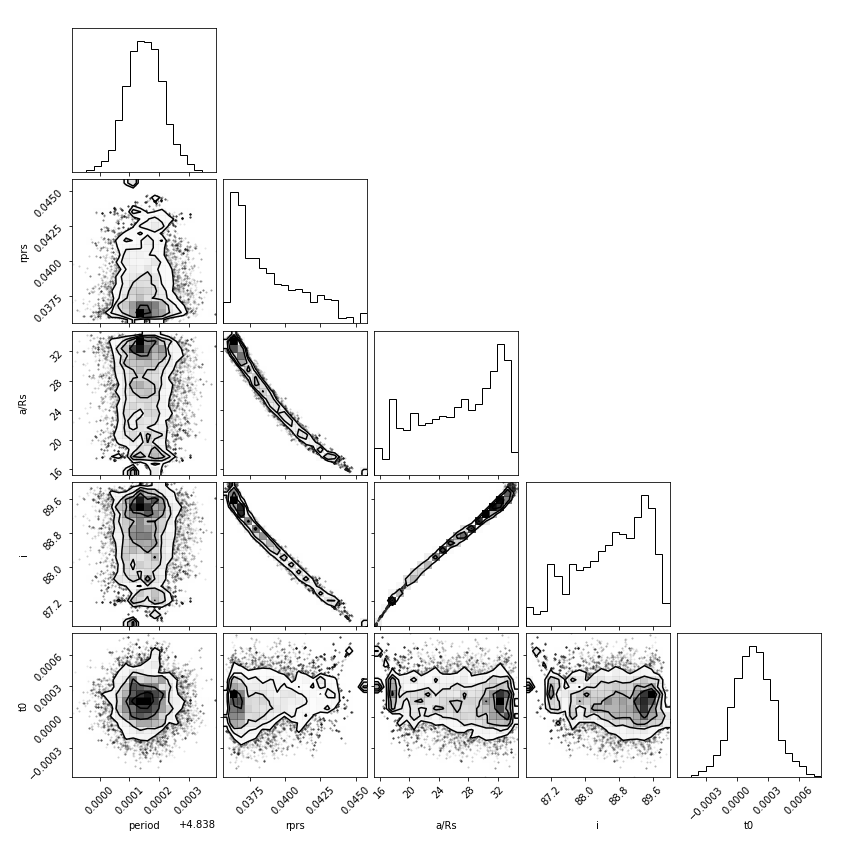 0.0450
0.0425
0.0400
0.0375
rprs
32
28
24
20
16
a/Rs
89.6
88.8
88.0
87.2
i
0.0006
0.0003
0.0000
−0.0003
t0
0.0000 0.0001 0.0002 0.0003
+4.838
period
0.0375 0.0400 0.0425 0.0450
rprs
16 20 24 28 32
a/Rs
87.2 88.0 88.8 89.6
i
−0.0003 0.0000 0.0003 0.0006
t0